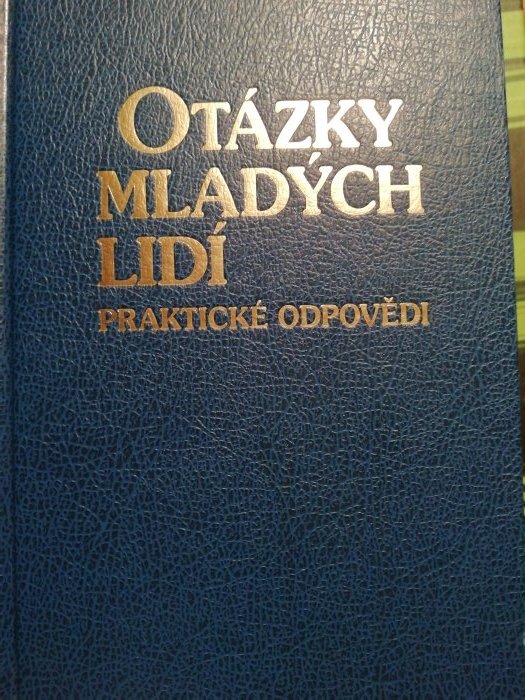 OTÁZKY
MLADÝCH
LIDÍ
PRAKTICKÉ ODPOVĚDI